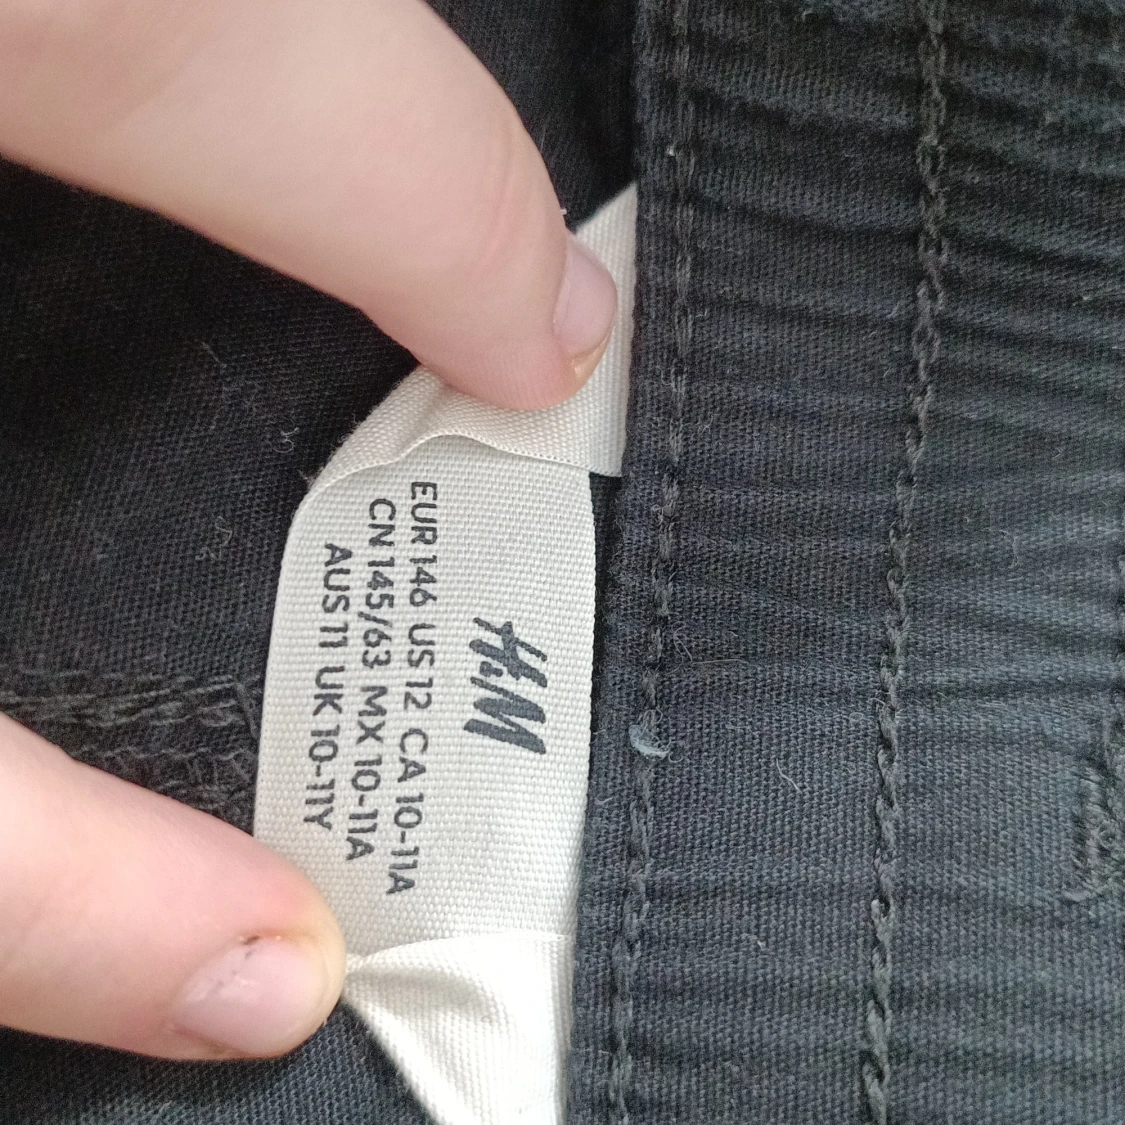 H&M
EUR 146 US 12 CA 10-11A
CN 145/63 MX 10-11A
AUS 11 UK 10-11Y